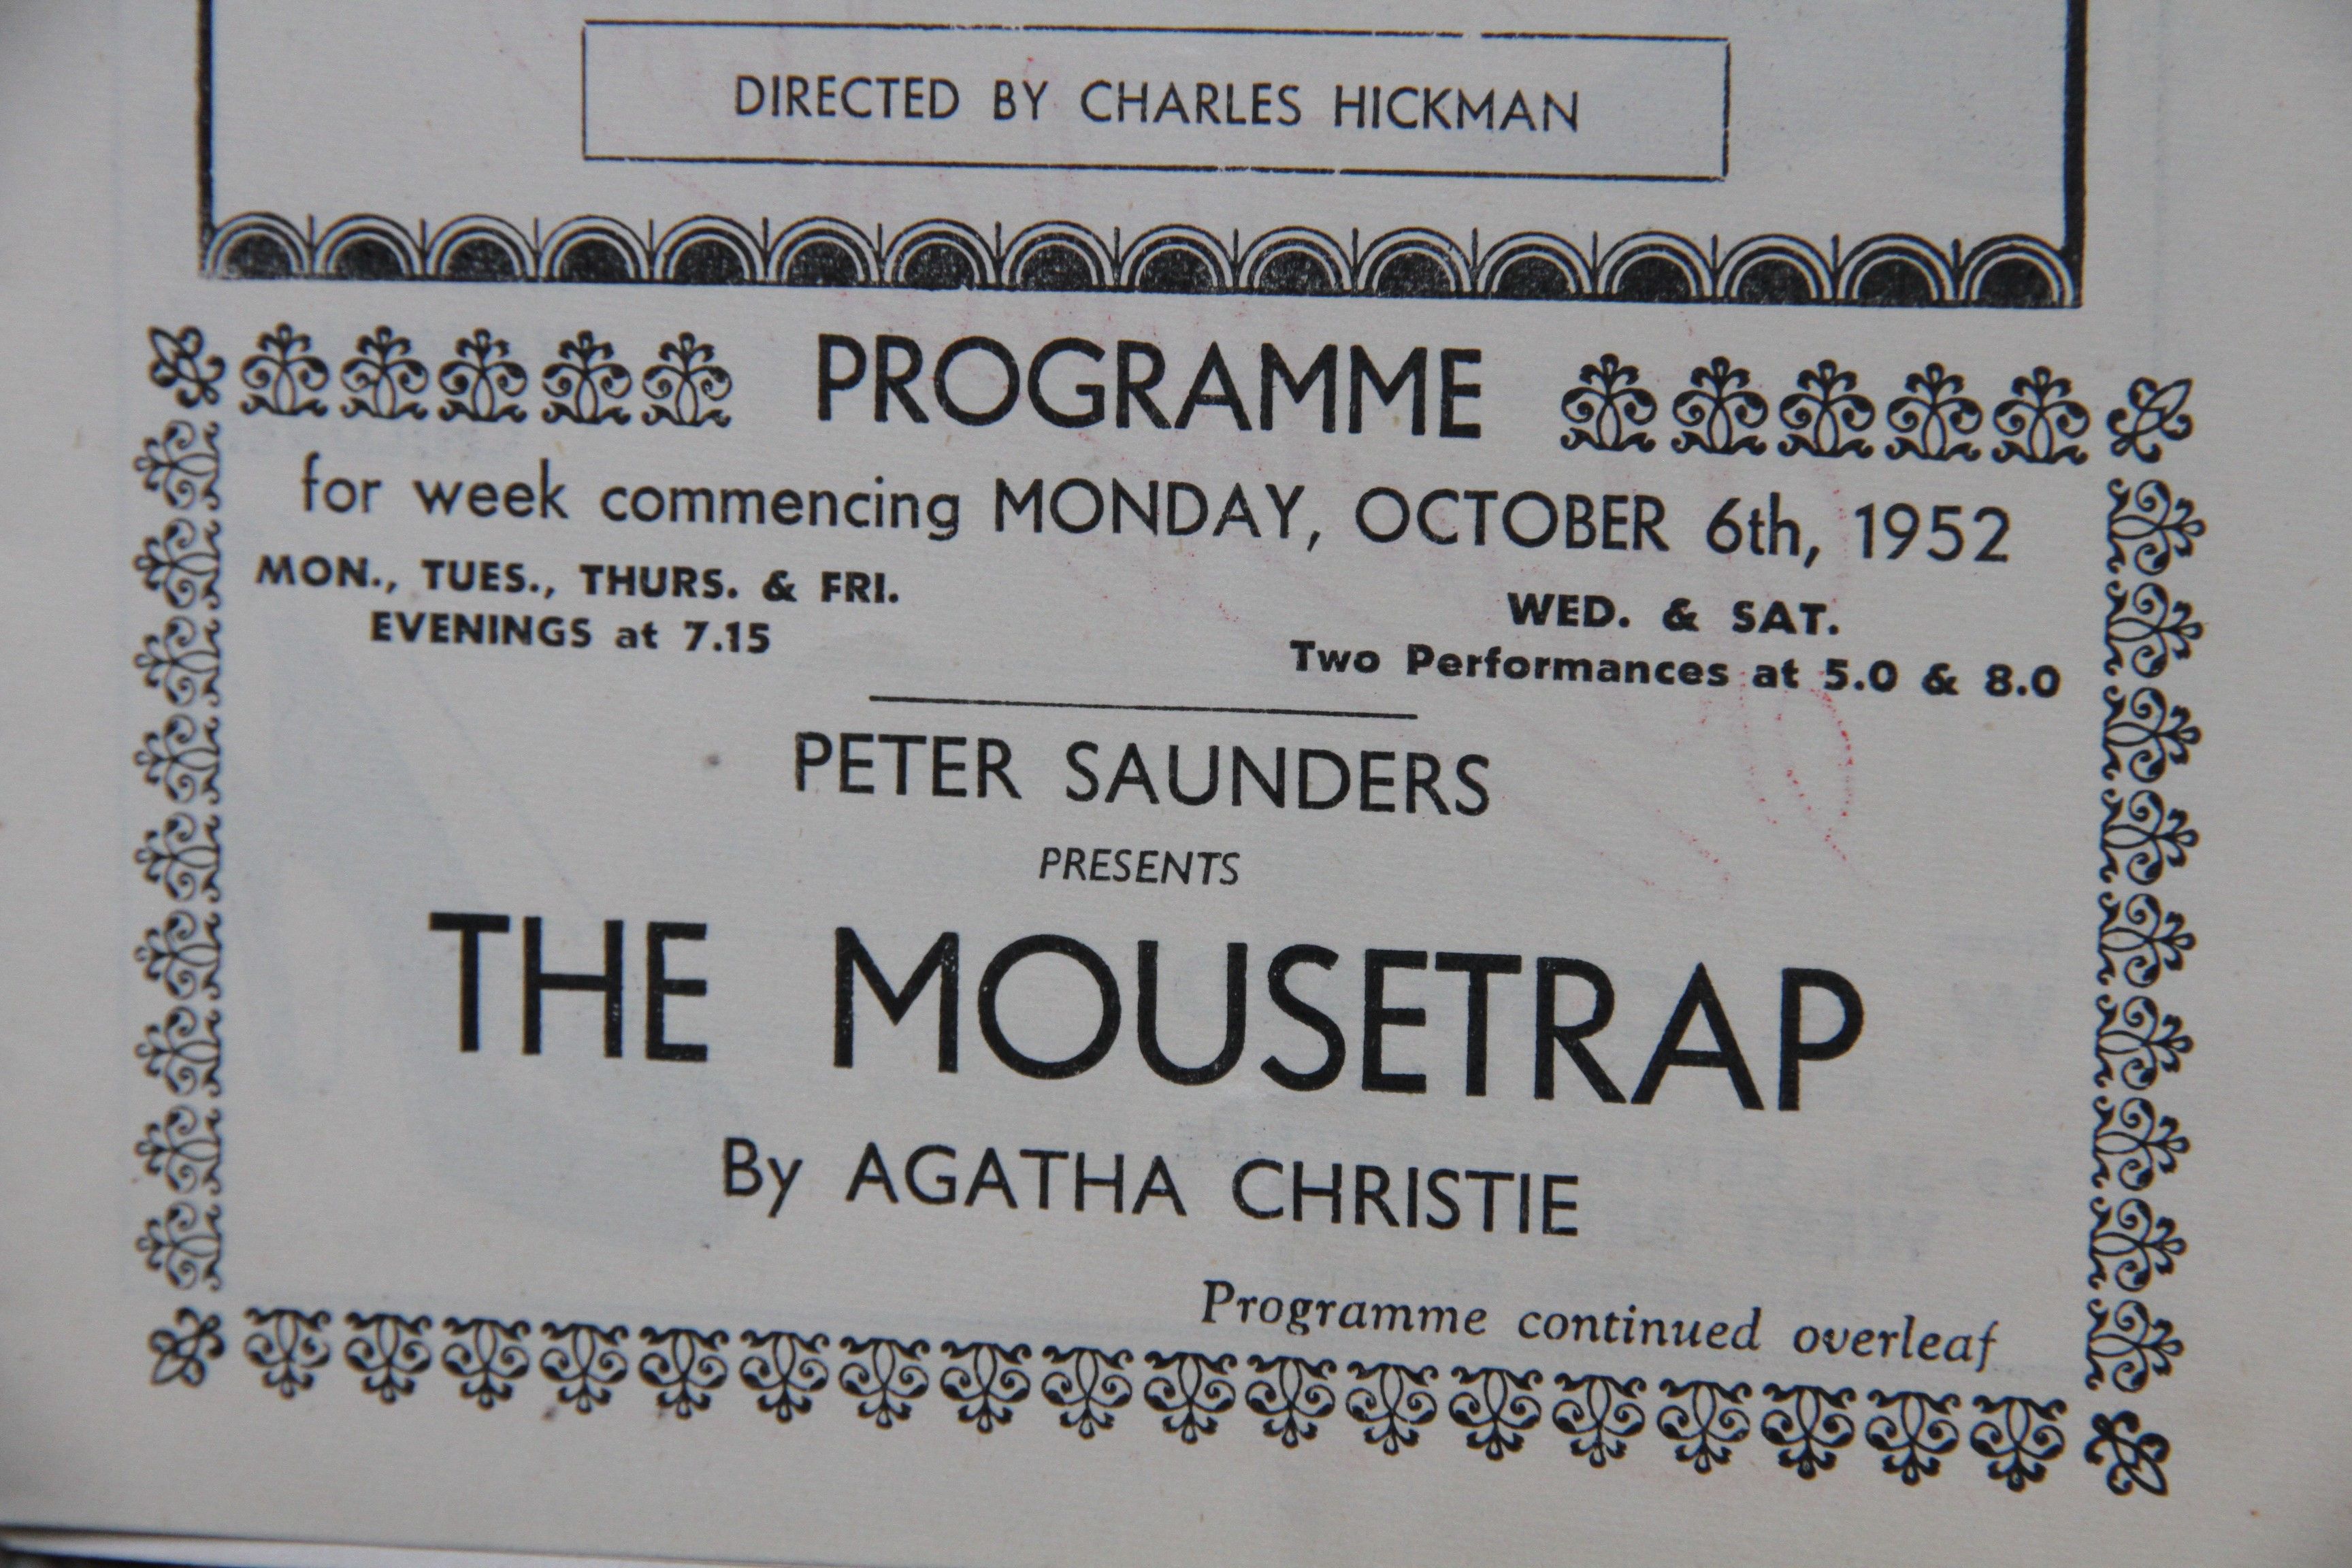 DIRECTED BY CHARLES HICKMAN
PROGRAMME
for week commencing MONDAY, OCTOBER 6th, 1952
MON., TUES., THURS. & FRI.
EVENINGS at 7.15
WED. & SAT.
Two Performances at 5.0 & 8.0
PETER SAUNDERS
PRESENTS
THE MOUSETRAP
By AGATHA CHRISTIE
Programme continued overleaf